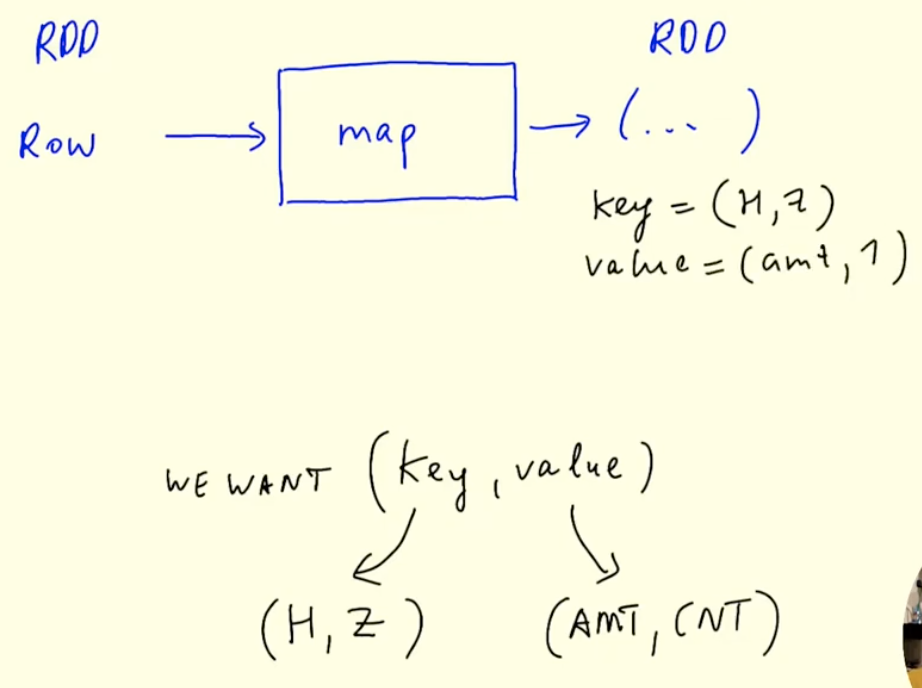 RDD RDD
Row → map → (... )
key = (H, Z)
value = (amt, 1)
WE WANT (key, value)
(H, Z) (AMT, CNT)